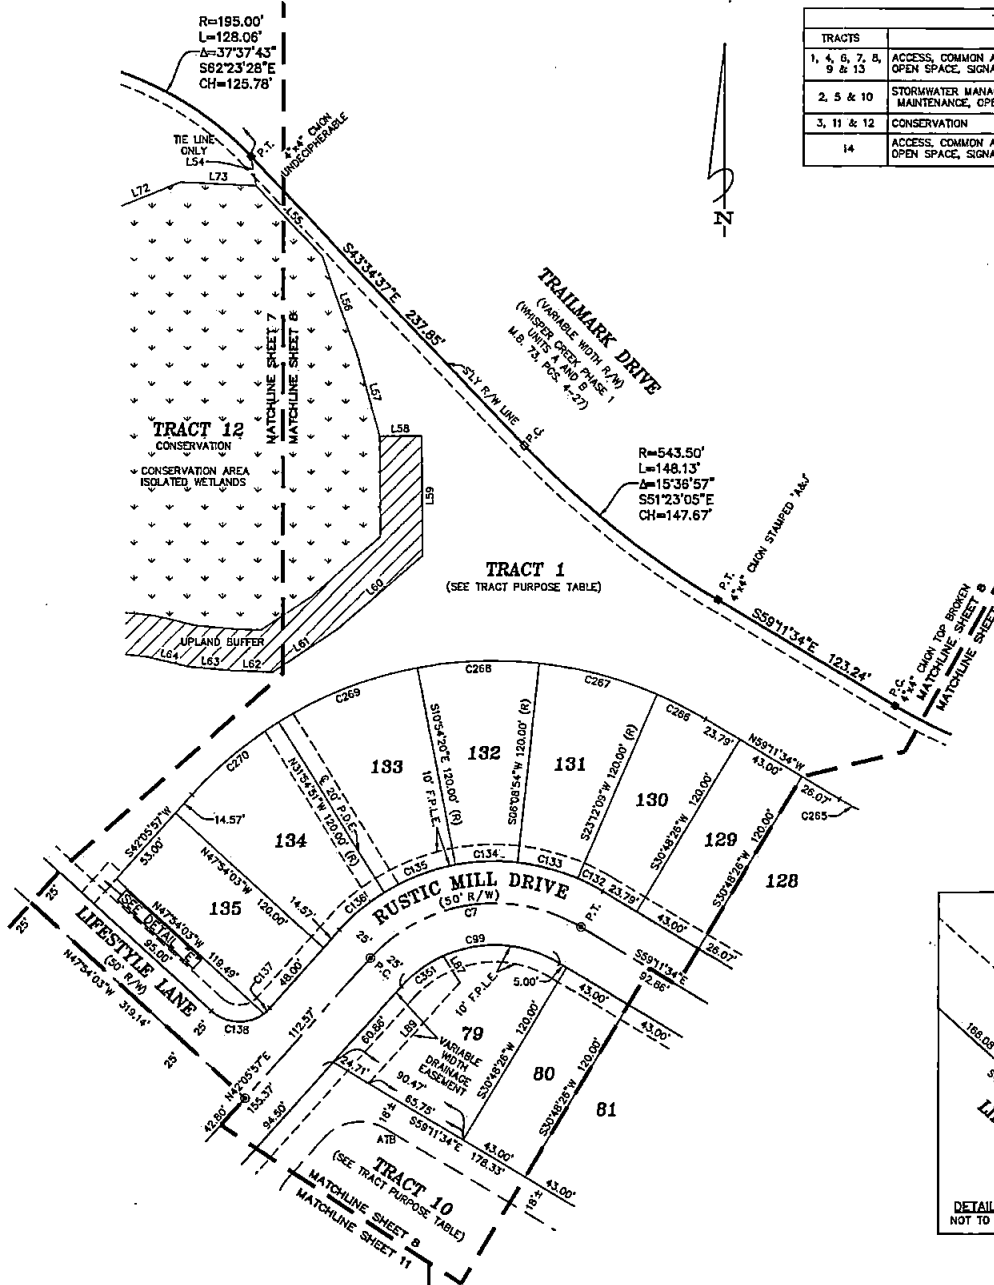 R=195.00'
L=128.06'
Δ=37°37'43"
S62°23'28"E
CH=125.78'
TRACTS
1, 4, 6, 7, 8,
9 & 13
ACCESS, COMMON A
OPEN SPACE, SIGNA
2, 5 & 10
STORMWATER MANA
MAINTENANCE, OPE
3, 11 & 12
CONSERVATION
14
ACCESS, COMMON A
OPEN SPACE, SIGNA
TIE LINE
ONLY
L54
P.T.
4"x4" CMON
UNDECIPHERABLE
L72
L73
L55
N
S43°34'37"E
237.85'
L56
TRAILMARK DRIVE
(VARIABLE WIDTH R/W)
(WHISPER CREEK PHASE 1
UNITS A AND B
M.B. 73, PGS. 4-27)
MATCHLINE SHEET 7
MATCHLINE SHEET 8
S'LY R/W LINE
L57
TRACT 12
CONSERVATION
CONSERVATION AREA
ISOLATED WETLANDS
L58
P.C.
R=543.50'
L=148.13'
Δ=15°36'57"
S51°23'05"E
CH=147.67'
L59
P.T.
4"x4" CMON STAMPED "A&J"
TRACT 1
(SEE TRACT PURPOSE TABLE)
L60
S59°11'34"E
123.24'
P.C.
4"x4" CMON TOP BROKEN
MATCHLINE SHEET 8
MATCHLINE SHEET
UPLAND BUFFER
L64
L63
L62
L61
C268
C269
C267
C266
23.79'
N59°11'34"W
43.00'
26.07'
C265
C270
S10°54'20"E 120.00' (R)
132
S06°08'54"W 120.00' (R)
131
S23°12'09"W 120.00' (R)
130
S30°48'26"W 120.00'
129
S30°48'26"W 120.00'
128
133
10' F.P.L.E.
N31°54'51"W 120.00' (R)
℄ 20' P.D.E.
134
14.57'
S42°05'57"W
53.00'
N47°54'03"W
120.00'
14.57'
135
C136
C135
C134
C133
C132
23.79'
43.00'
26.07'
RUSTIC MILL DRIVE
(50' R/W)
C7
P.T.
25'
(SEE DETAIL "E")
N47°54'03"W
119.49'
25'
25'
LIFESTYLE LANE
(50' R/W)
95.00'
N47°54'03"W 319.14'
C137
48.00'
25'
P.C.
C99
S59°11'34"E
92.86'
C351
L87
10' F.P.L.E.
5.00'
43.00'
43.00'
25'
C138
25'
112.57'
60.86'
L89
79
VARIABLE
WIDTH
DRAINAGE
EASEMENT
S30°48'26"W 120.00'
80
S30°48'26"W 120.00'
81
N42°05'57"E
155.37'
42.80'
94.50'
24.71'
90.47'
65.75'
18'±
S59°11'34"E
178.33'
43.00'
43.00'
18'±
ATB
TRACT 10
(SEE TRACT PURPOSE TABLE)
MATCHLINE SHEET 8
MATCHLINE SHEET 11
168.08
DETAIL
NOT TO